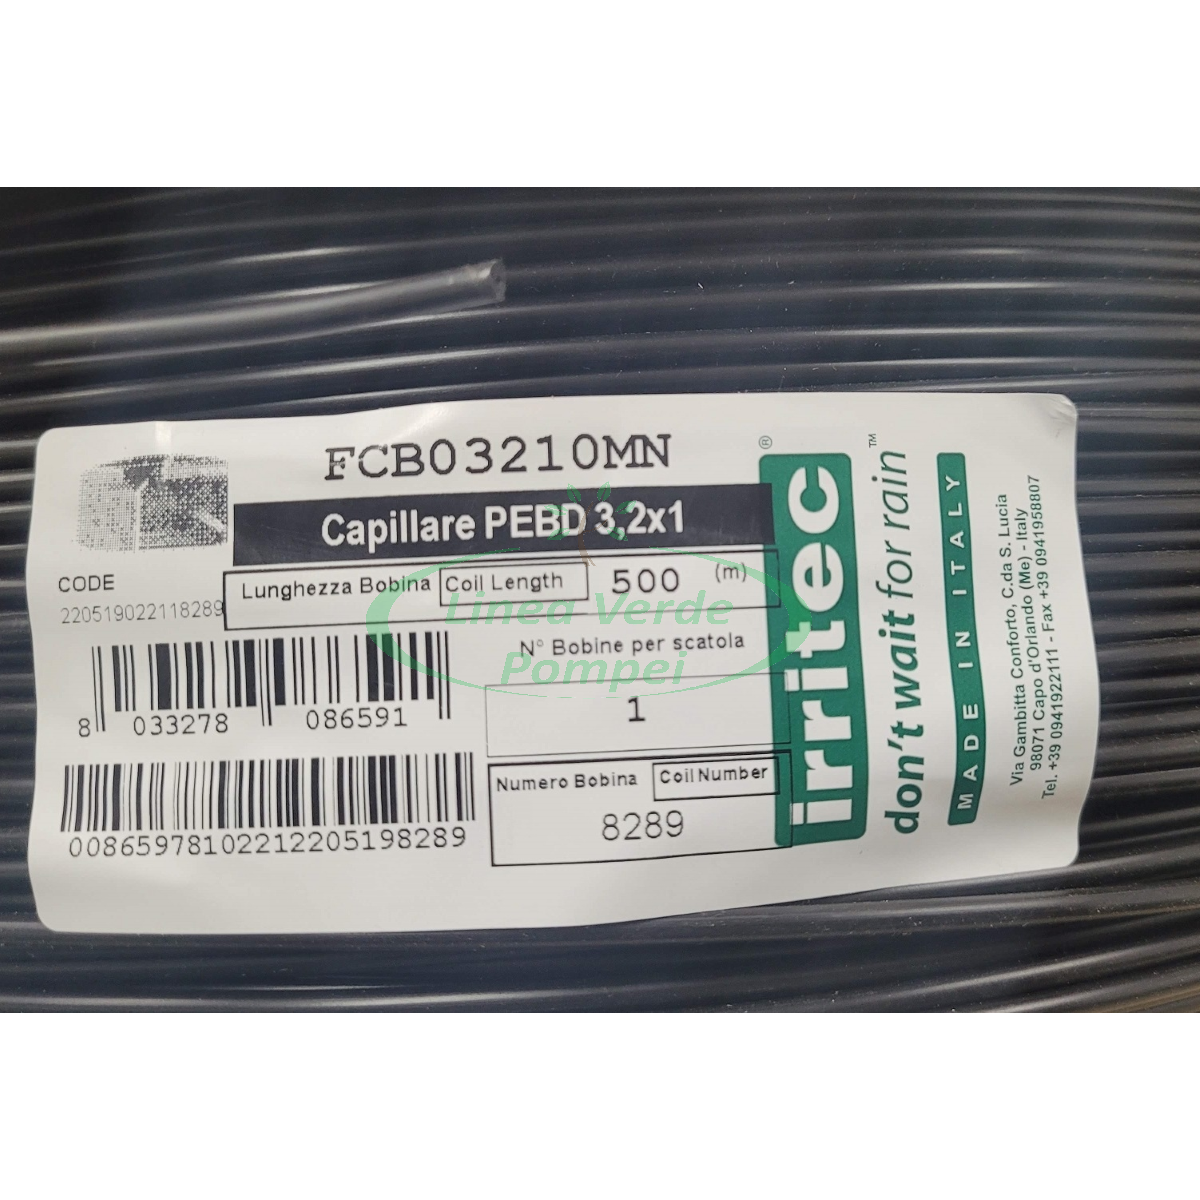 FCB03210MN
Capillare PEBD 3,2x1
CODE
220519022118289
Lunghezza Bobina Coil Length 500 (m)
N° Bobine per scatola
1
8 033278 086591
Numero Bobina Coil Number
8289
00865978102212205198289
irritec®
don't wait for rain™
MADE IN ITALY
Via Gambitta Conforto, C.da S. Lucia
98071 Capo d'Orlando (Me) - Italy
Tel. +39 0941922111 - Fax +39 0941958807
Linea Verde
Pompei